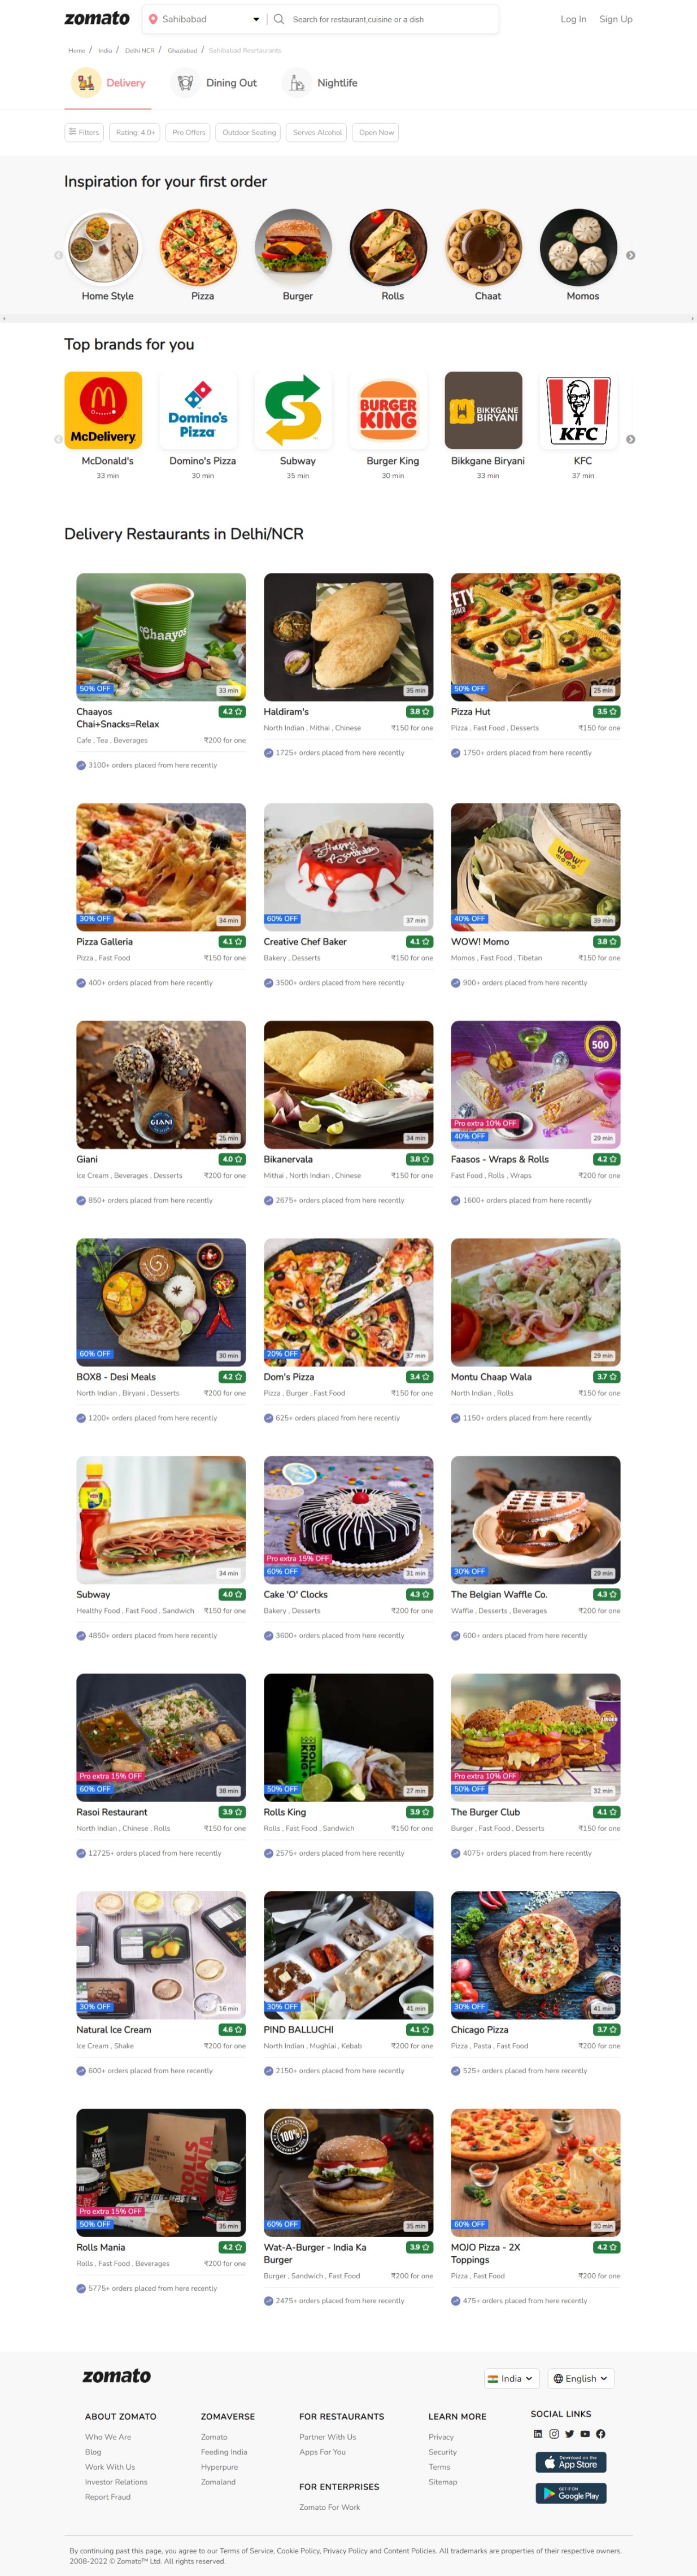 zomato
Sahibabad
Search for restaurant,cuisine or a dish
Log In
Sign Up
Home / India / Delhi NCR / Ghaziabad / Sahibabad Resrtaurants
Delivery
Dining Out
Nightlife
Filters
Rating: 4.0+
Pro Offers
Outdoor Seating
Serves Alcohol
Open Now
Inspiration for your first order
Home Style
Pizza
Burger
Rolls
Chaat
Momos
Top brands for you
McDelivery
Domino's
Pizza
BURGER
KING
BIKKGANE
BIRYANI
KFC
McDonald's
Domino's Pizza
Subway
Burger King
Bikkgane Biryani
KFC
33 min
30 min
35 min
30 min
33 min
37 min
Delivery Restaurants in Delhi/NCR
Chaayos
50% OFF
33 min
Chaayos
Chai+Snacks=Relax
4.2
Cafe , Tea , Beverages
₹200 for one
3100+ orders placed from here recently
35 min
Haldiram's
3.8
North Indian , Mithai , Chinese
₹150 for one
1725+ orders placed from here recently
50% OFF
25 min
Pizza Hut
3.5
Pizza , Fast Food , Desserts
₹150 for one
1750+ orders placed from here recently
30% OFF
34 min
Pizza Galleria
4.1
Pizza , Fast Food
₹150 for one
400+ orders placed from here recently
Happy
Birthday
60% OFF
37 min
Creative Chef Baker
4.1
Bakery , Desserts
₹150 for one
3500+ orders placed from here recently
WOW!
momo
40% OFF
39 min
WOW! Momo
3.8
Momos , Fast Food , Tibetan
₹150 for one
900+ orders placed from here recently
GIANI
25 min
Giani
4.0
Ice Cream , Beverages , Desserts
₹200 for one
850+ orders placed from here recently
34 min
Bikanervala
3.8
Mithai , North Indian , Chinese
₹150 for one
2675+ orders placed from here recently
500
Pro extra 10% OFF
40% OFF
29 min
Faasos - Wraps & Rolls
4.2
Fast Food , Rolls , Wraps
₹200 for one
1600+ orders placed from here recently
60% OFF
30 min
BOX8 - Desi Meals
4.2
North Indian , Biryani , Desserts
₹200 for one
1200+ orders placed from here recently
20% OFF
37 min
Dom's Pizza
3.4
Pizza , Burger , Fast Food
₹150 for one
625+ orders placed from here recently
29 min
Montu Chaap Wala
3.7
North Indian , Rolls
₹150 for one
1150+ orders placed from here recently
34 min
Subway
4.0
Healthy Food , Fast Food , Sandwich
₹150 for one
4850+ orders placed from here recently
Pro extra 15% OFF
60% OFF
31 min
Cake 'O' Clocks
4.3
Bakery , Desserts
₹200 for one
3600+ orders placed from here recently
30% OFF
29 min
The Belgian Waffle Co.
4.3
Waffle , Desserts , Beverages
₹200 for one
600+ orders placed from here recently
Pro extra 15% OFF
60% OFF
38 min
Rasoi Restaurant
3.9
North Indian , Chinese , Rolls
₹150 for one
12725+ orders placed from here recently
ROLLS
KING
50% OFF
27 min
Rolls King
3.9
Rolls , Fast Food , Sandwich
₹150 for one
2575+ orders placed from here recently
Pro extra 10% OFF
50% OFF
32 min
The Burger Club
4.1
Burger , Fast Food , Desserts
₹150 for one
4075+ orders placed from here recently
30% OFF
16 min
Natural Ice Cream
4.6
Ice Cream , Shake
₹200 for one
600+ orders placed from here recently
30% OFF
41 min
PIND BALLUCHI
4.1
North Indian , Mughlai , Kebab
₹200 for one
2150+ orders placed from here recently
30% OFF
41 min
Chicago Pizza
3.7
Pizza , Pasta , Fast Food
₹200 for one
525+ orders placed from here recently
ROLLS
MANIA
Pro extra 15% OFF
50% OFF
35 min
Rolls Mania
4.2
Rolls , Fast Food , Beverages
₹200 for one
5775+ orders placed from here recently
100%
60% OFF
35 min
Wat-A-Burger - India Ka
Burger
3.9
Burger , Sandwich , Fast Food
₹200 for one
2475+ orders placed from here recently
60% OFF
30 min
MOJO Pizza - 2X
Toppings
4.2
Pizza , Fast Food
₹200 for one
475+ orders placed from here recently
zomato
India
English
ABOUT ZOMATO
Who We Are
Blog
Work With Us
Investor Relations
Report Fraud
ZOMAVERSE
Zomato
Feeding India
Hyperpure
Zomaland
FOR RESTAURANTS
Partner With Us
Apps For You
FOR ENTERPRISES
Zomato For Work
LEARN MORE
Privacy
Security
Terms
Sitemap
SOCIAL LINKS
Download on the
App Store
GET IT ON
Google Play
By continuing past this page, you agree to our Terms of Service, Cookie Policy, Privacy Policy and Content Policies. All trademarks are properties of their respective owners.
2008-2022 © Zomato™ Ltd. All rights reserved.